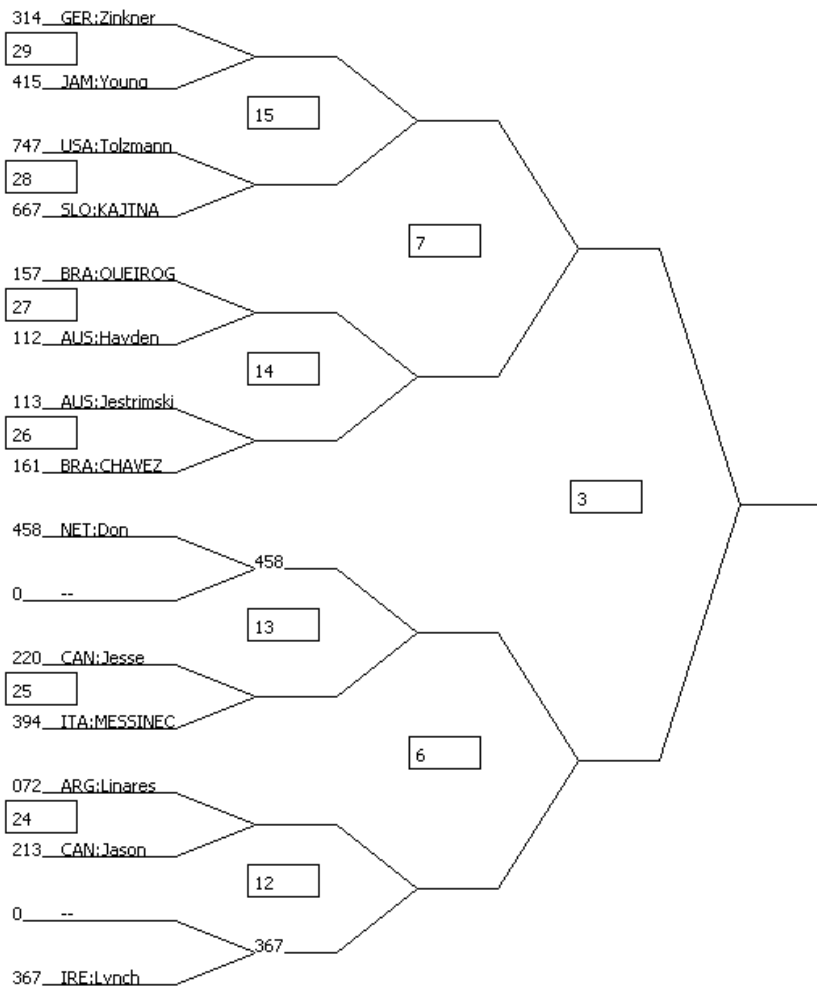 314 GER:Zinkner
29
415 JAM:Young
15
747 USA:Tolzmann
28
667 SLO:KAJTNA
7
157 BRA:QUEIROG
27
112 AUS:Hayden
14
113 AUS:Jestrimski
26
161 BRA:CHAVEZ
3
458 NET:Don
458
0 --
13
220 CAN:Jesse
25
394 ITA:MESSINEC
6
072 ARG:Linares
24
213 CAN:Jason
12
0 --
367
367 IRE:Lynch